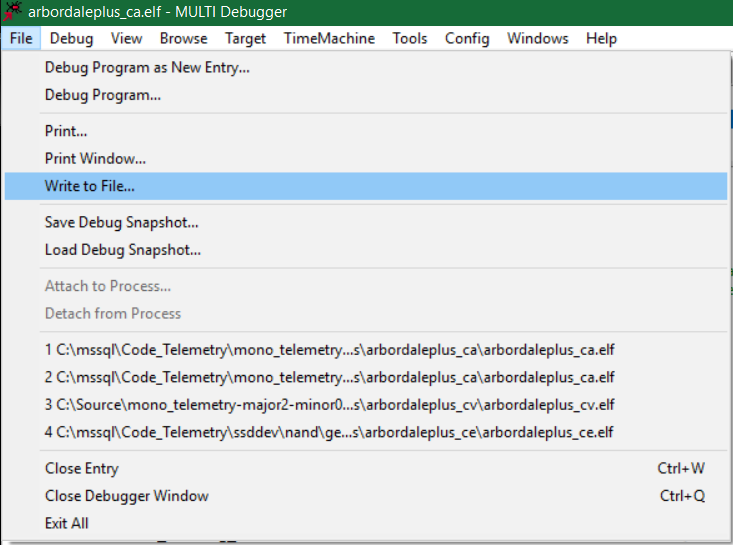 arbordaleplus_ca.elf - MULTI Debugger
File Debug View Browse Target TimeMachine Tools Config Windows Help
Debug Program as New Entry...
Debug Program...
Print...
Print Window...
Write to File...
Save Debug Snapshot...
Load Debug Snapshot...
Attach to Process...
Detach from Process
1 C:\mssql\Code_Telemetry\mono_telemetry...s\arbordaleplus_ca\arbordaleplus_ca.elf
2 C:\mssql\Code_Telemetry\mono_telemetry...s\arbordaleplus_ca\arbordaleplus_ca.elf
3 C:\Source\mono_telemetry-major2-minor0...s\arbordaleplus_cv\arbordaleplus_cv.elf
4 C:\mssql\Code_Telemetry\ssddev\nand\ge...s\arbordaleplus_ce\arbordaleplus_ce.elf
Close Entry Ctrl+W
Close Debugger Window Ctrl+Q
Exit All